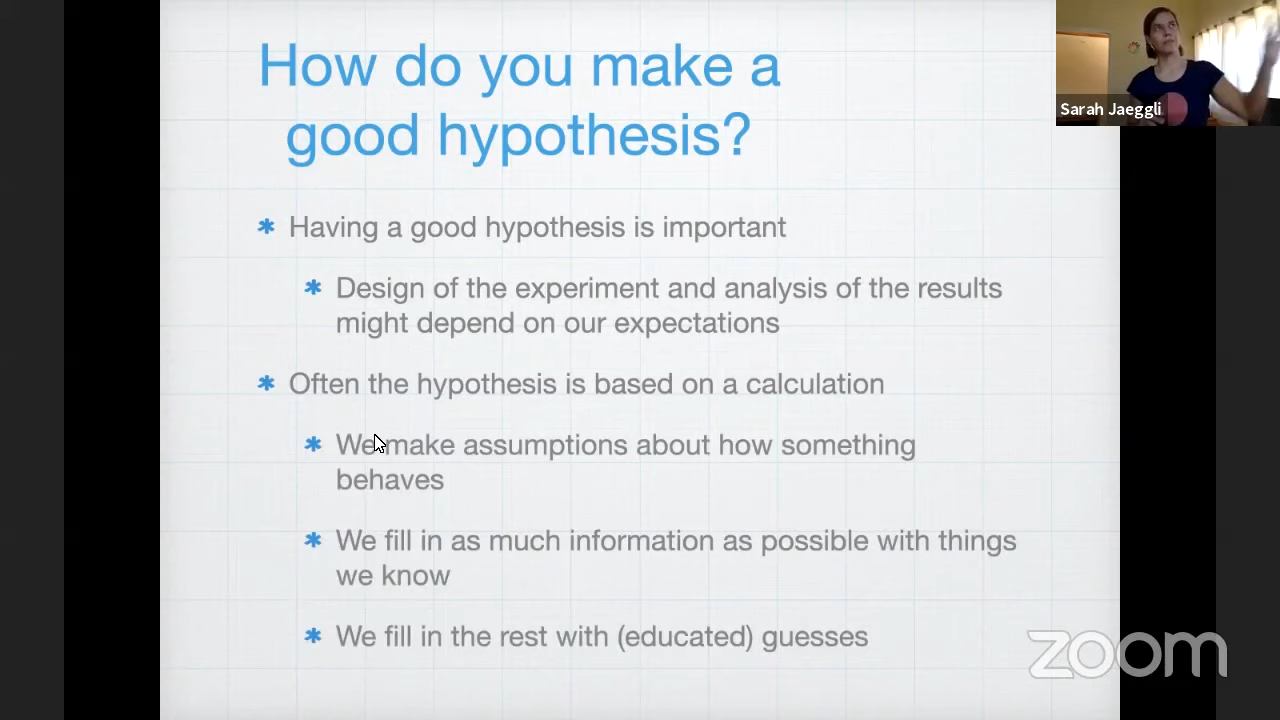 How do you make a
good hypothesis?
Sarah Jaeggli
* Having a good hypothesis is important
* Design of the experiment and analysis of the results
might depend on our expectations
* Often the hypothesis is based on a calculation
* We make assumptions about how something
behaves
* We fill in as much information as possible with things
we know
* We fill in the rest with (educated) guesses
zoom